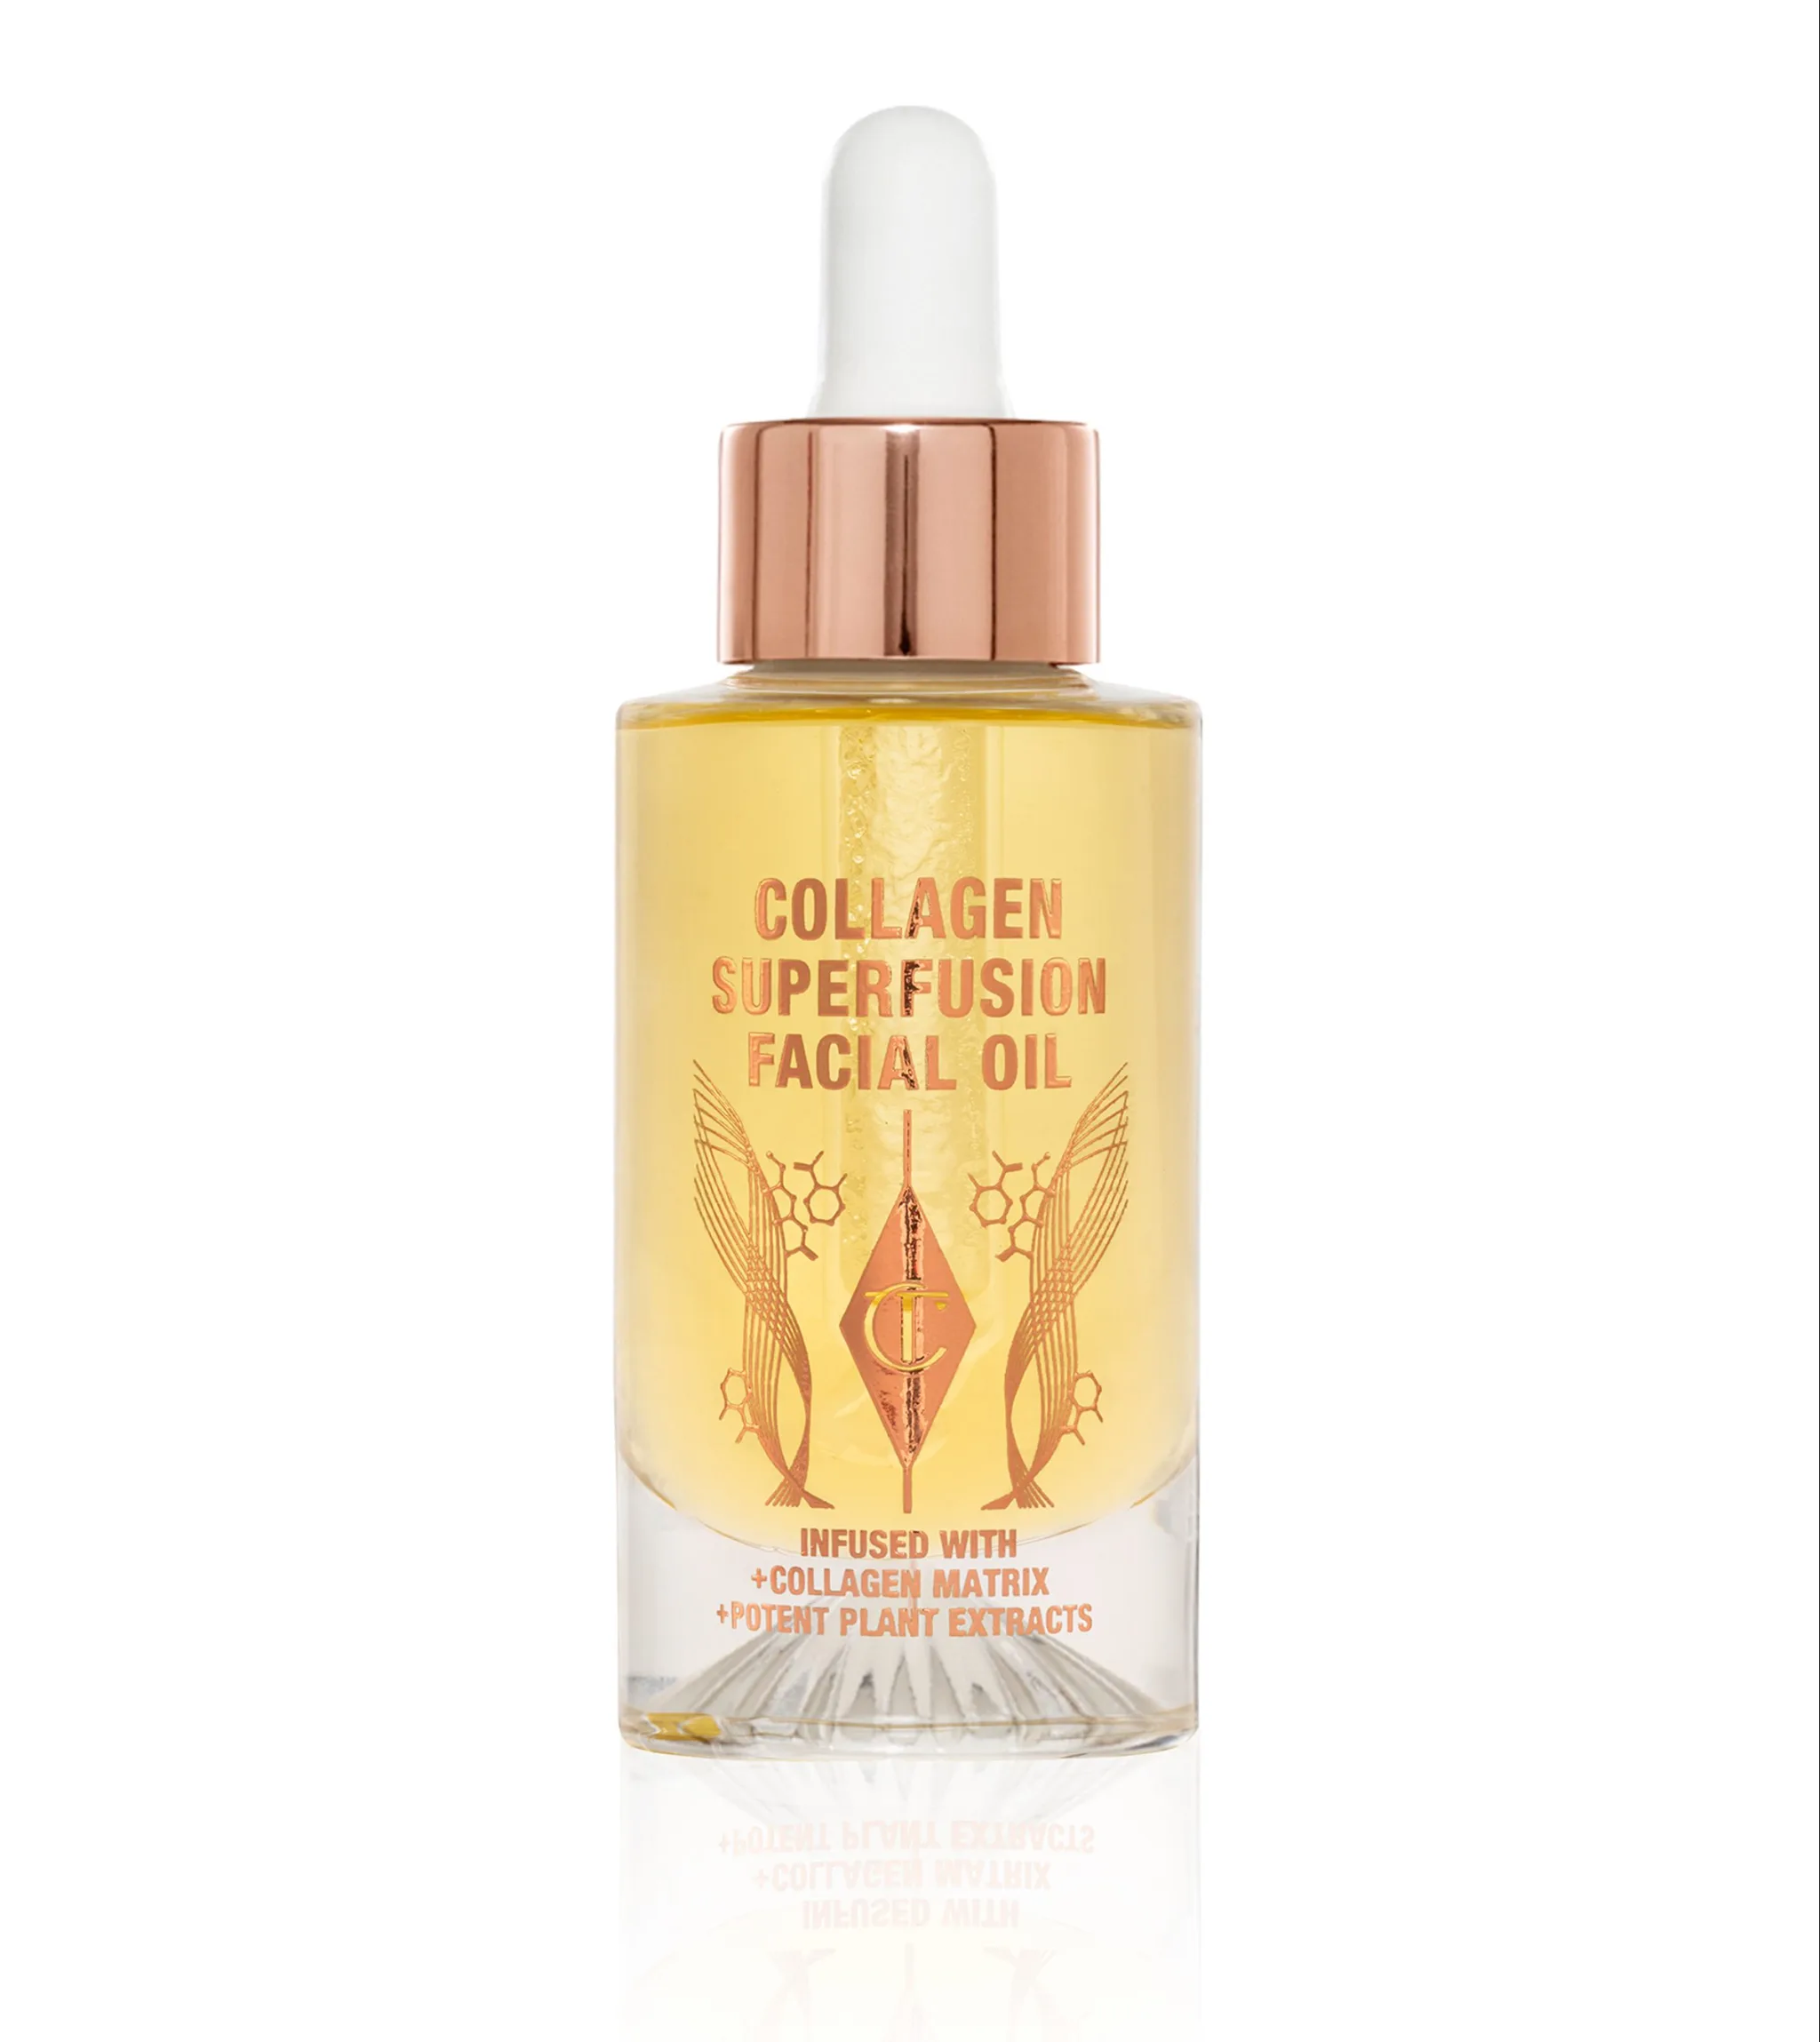 COLLAGEN
SUPERFUSION
FACIAL OIL
CT
INFUSED WITH
+COLLAGEN MATRIX
+POTENT PLANT EXTRACTS